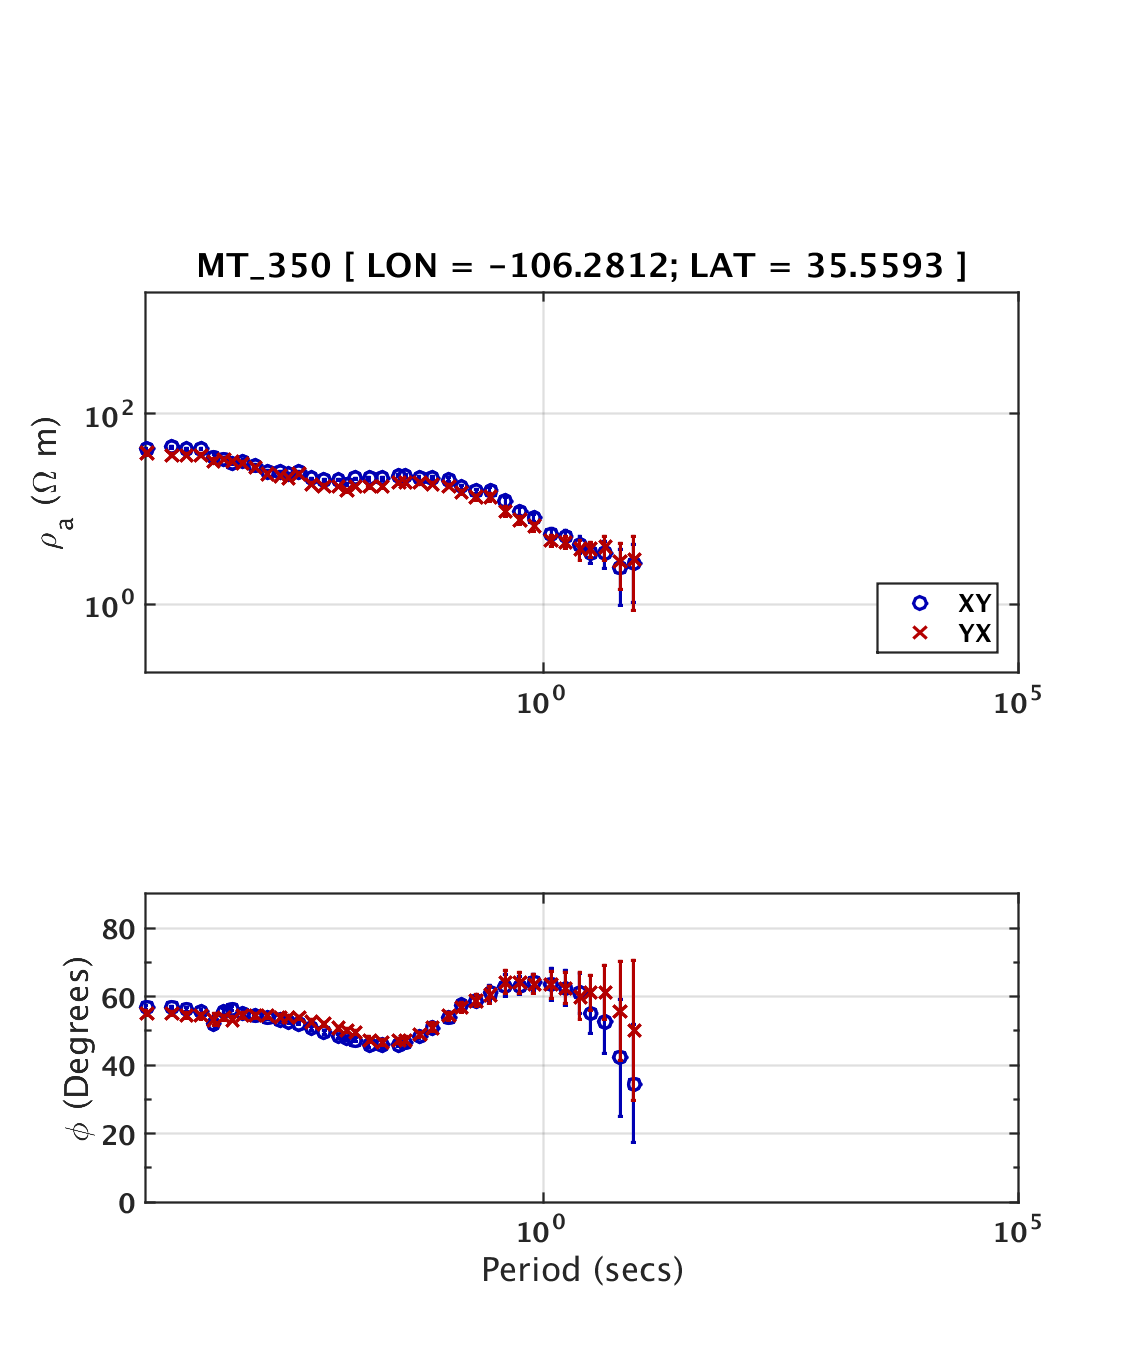 MT_350 [ LON = -106.2812; LAT = 35.5593 ]
ρa (Ω m)
10²
10⁰
XY
YX
10⁰ 10⁵
ϕ (Degrees)
80
60
40
20
0
10⁰ 10⁵
Period (secs)